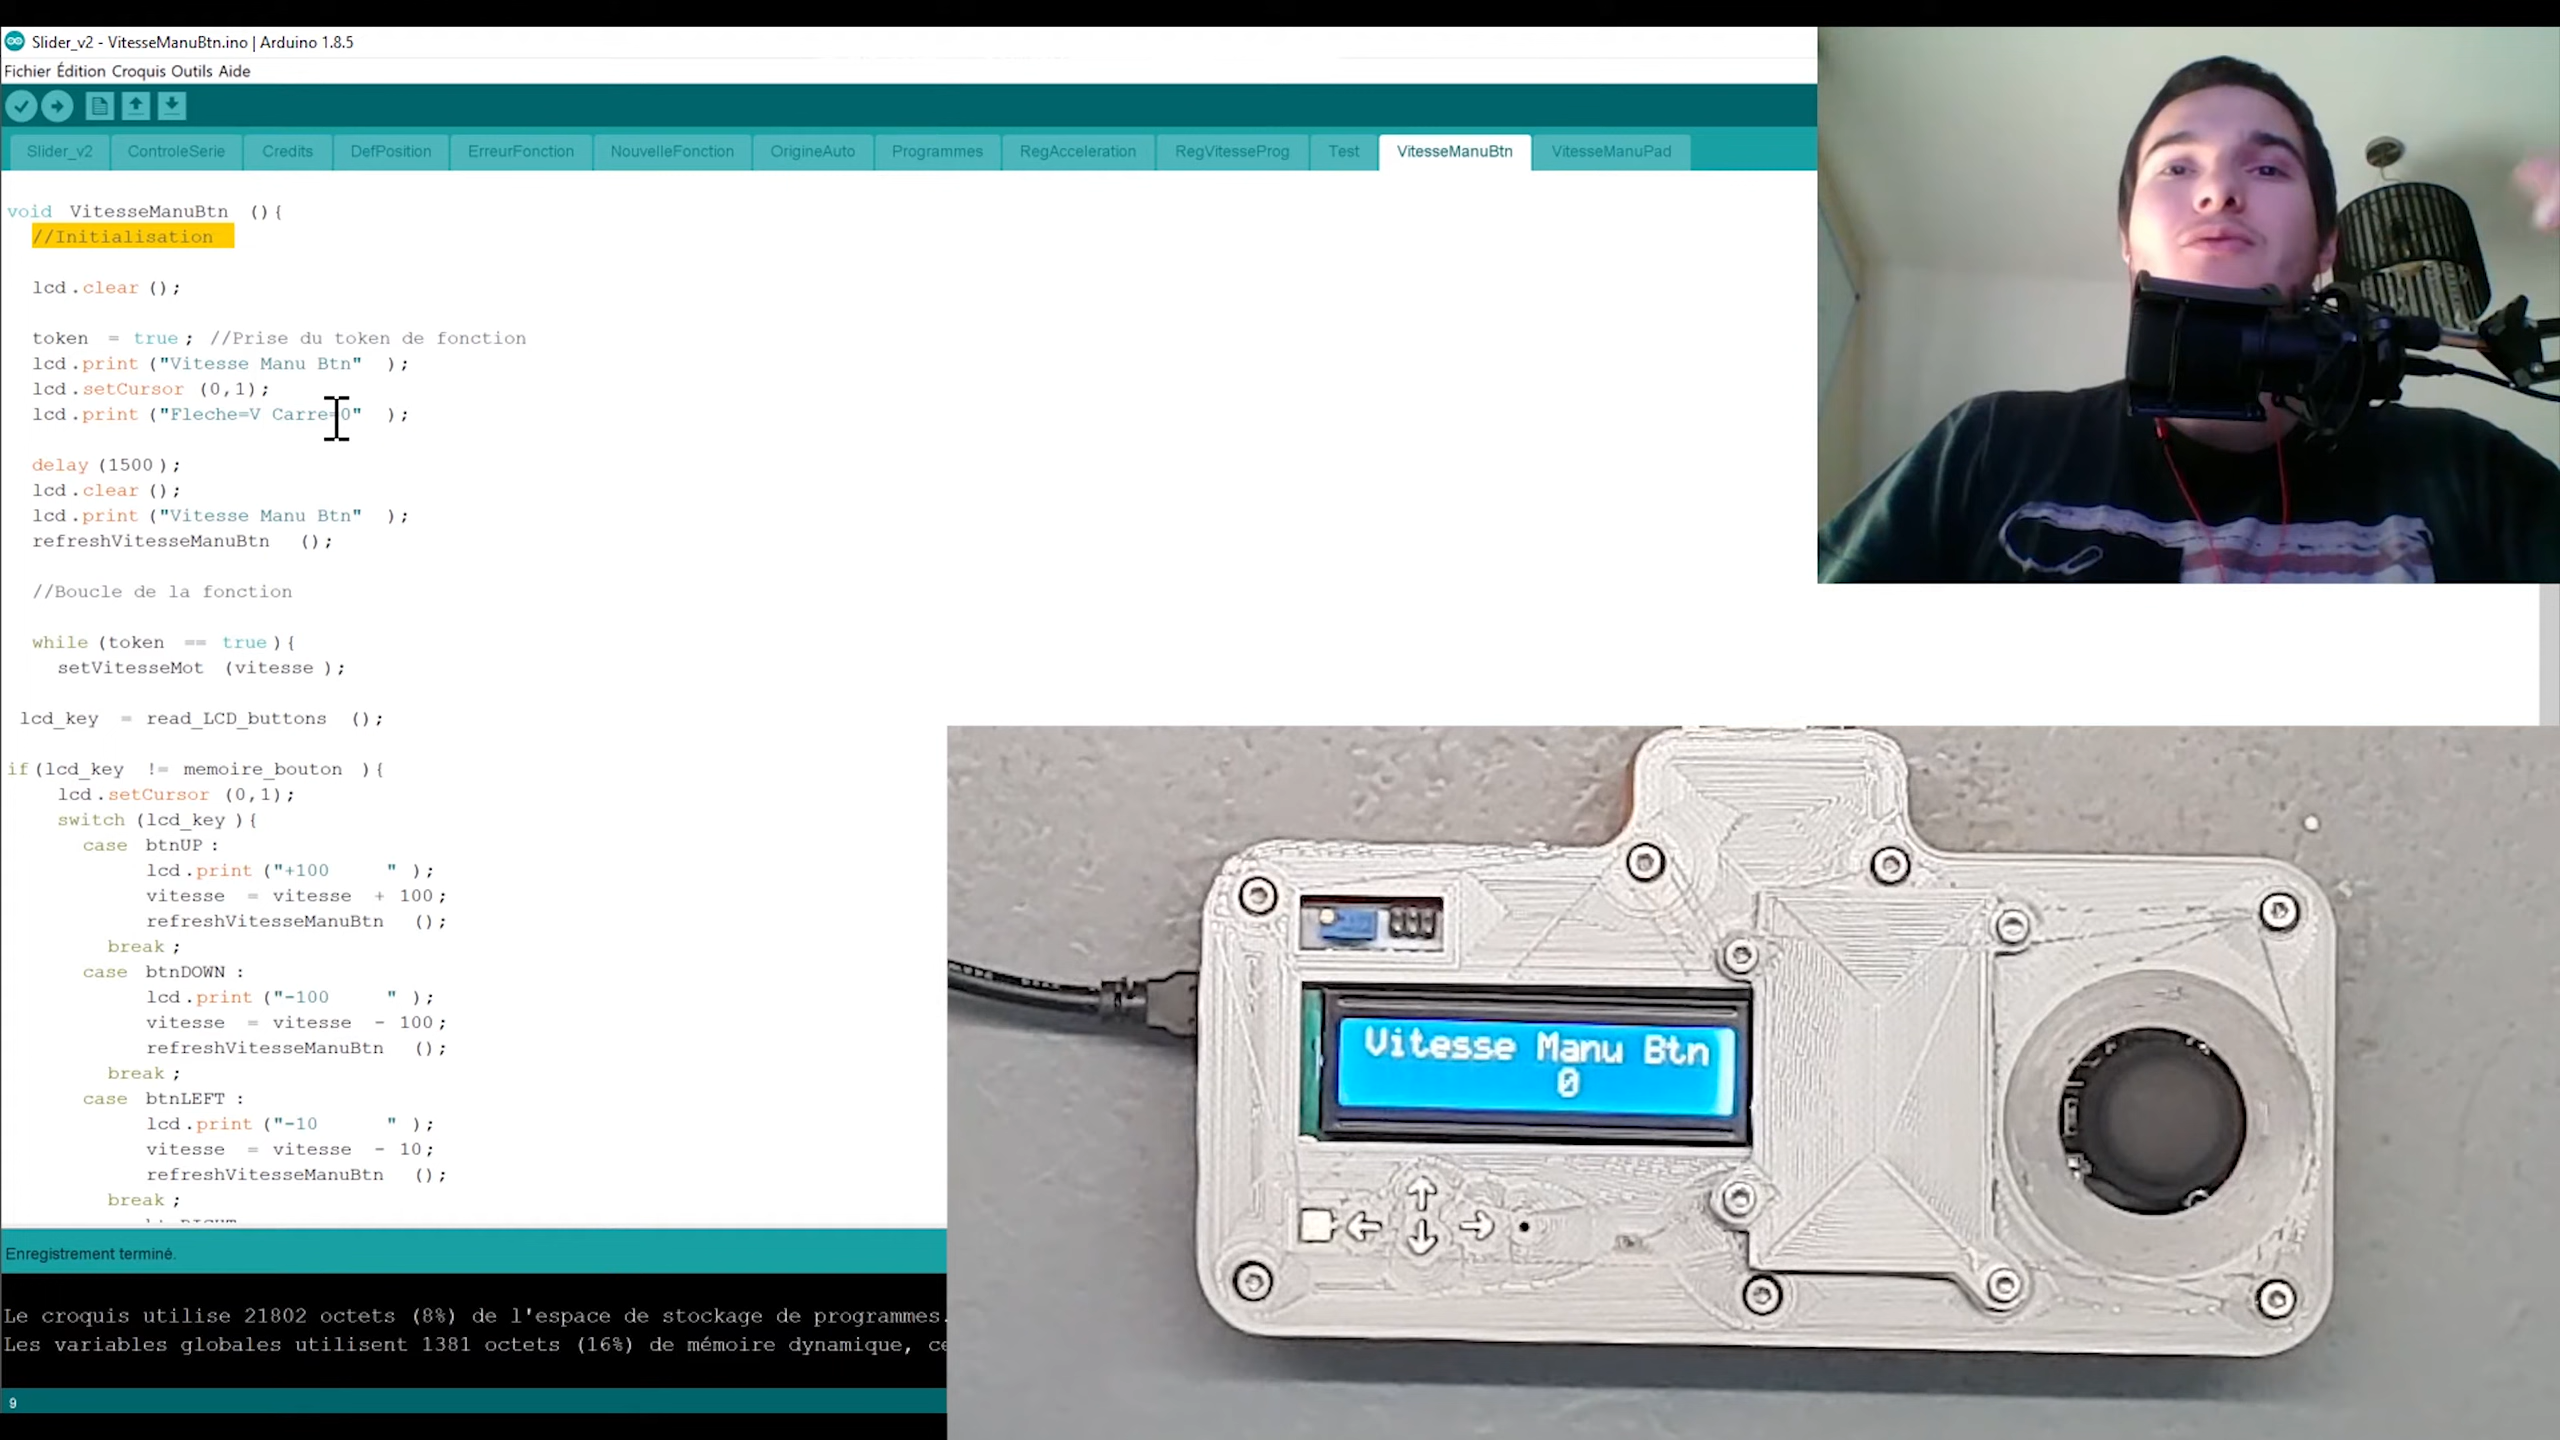 Slider_v2 - VitesseManuBtn.ino | Arduino 1.8.5
Fichier Édition Croquis Outils Aide
Slider_v2 ControleSerie Credits DefPosition ErreurFonction NouvelleFonction OrigineAuto Programmes RegAcceleration RegVitesseProg Test VitesseManuBtn VitesseManuPad
void VitesseManuBtn (){
//Initialisation
lcd.clear ();
token = true; //Prise du token de fonction
lcd.print ("Vitesse Manu Btn" );
lcd.setCursor (0,1);
lcd.print ("Fleche=V Carre=0" );
delay (1500);
lcd.clear ();
lcd.print ("Vitesse Manu Btn" );
refreshVitesseManuBtn ();
//Boucle de la fonction
while (token == true){
setVitesseMot (vitesse );
lcd_key = read_LCD_buttons ();
if(lcd_key != memoire_bouton ){
lcd.setCursor (0,1);
switch (lcd_key ){
case btnUP :
lcd.print ("+100 " );
vitesse = vitesse + 100;
refreshVitesseManuBtn ();
break;
case btnDOWN :
lcd.print ("-100 " );
vitesse = vitesse - 100;
refreshVitesseManuBtn ();
break;
case btnLEFT :
lcd.print ("-10 " );
vitesse = vitesse - 10;
refreshVitesseManuBtn ();
break;
Enregistrement terminé.
Le croquis utilise 21802 octets (8%) de l'espace de stockage de programmes.
Les variables globales utilisent 1381 octets (16%) de mémoire dynamique, ce
9
Vitesse Manu Btn
0